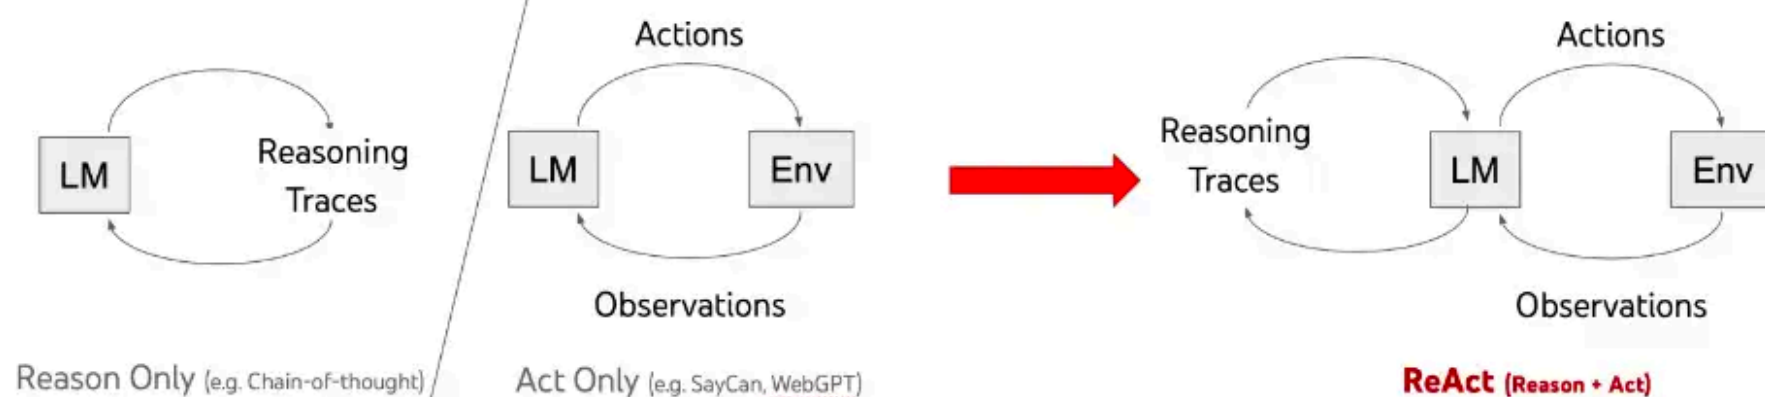 LM
Reasoning
Traces
Reason Only (e.g. Chain-of-thought)
Actions
LM
Env
Observations
Act Only (e.g. SayCan, WebGPT)
Reasoning
Traces
Actions
LM
Env
Observations
ReAct (Reason + Act)